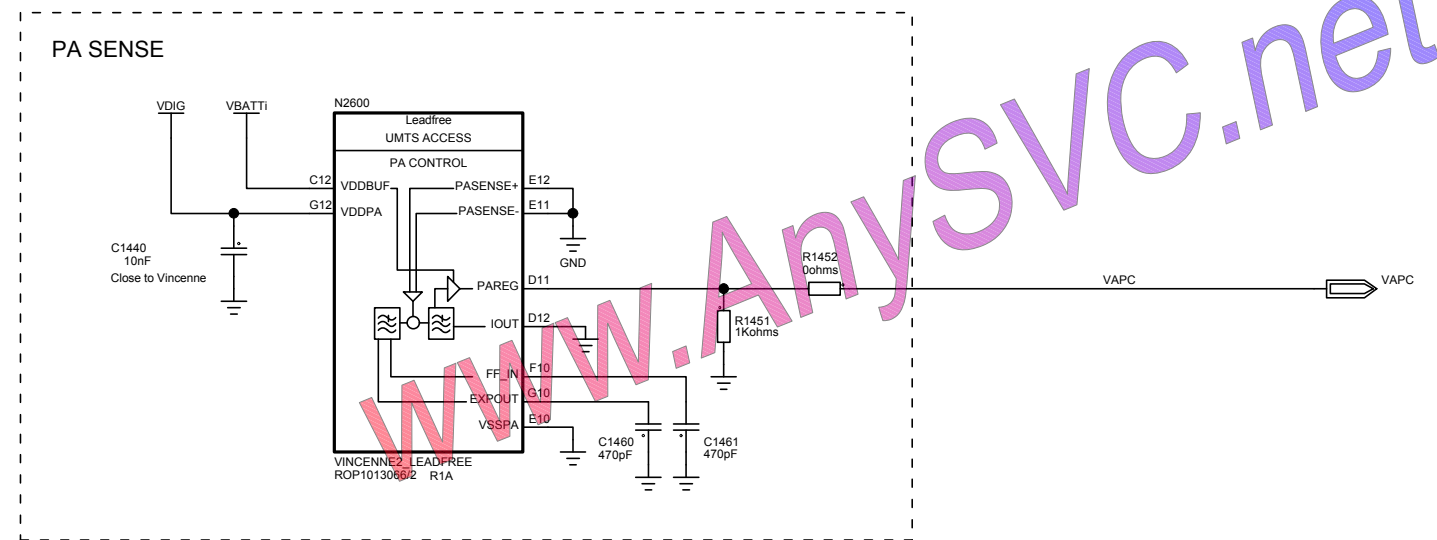 PA SENSE
VDIG
VBATTi
N2600
Leadfree
UMTS ACCESS
PA CONTROL
C12
VDDBUF
PASENSE+
E12
G12
VDDPA
PASENSE-
E11
C1440
10nF
Close to Vincenne
GND
PAREG
D11
R1452
0ohms
VAPC
VAPC
IOUT
D12
R1451
1Kohms
FF_IN
F10
EXPOUT
G10
VSSPA
E10
C1460
470pF
C1461
470pF
VINCENNE2_LEADFREE
ROP1013066/2 R1A
www.AnySVC.net